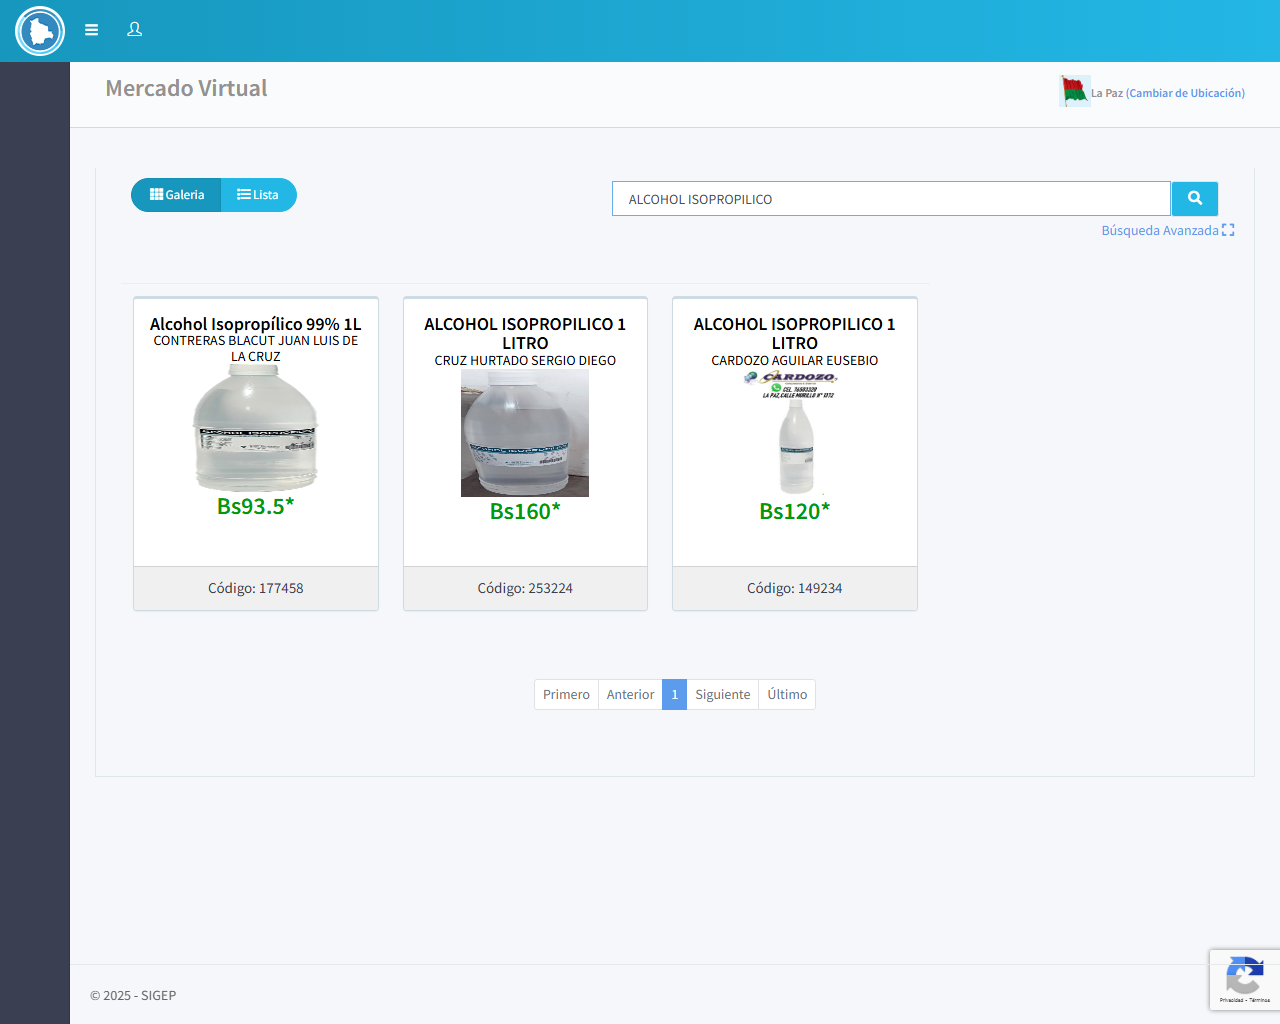 Mercado Virtual
La Paz (Cambiar de Ubicación)
Galeria
Lista
ALCOHOL ISOPROPILICO
Búsqueda Avanzada
Alcohol Isopropílico 99% 1L
CONTRERAS BLACUT JUAN LUIS DE
LA CRUZ
Bs93.5*
Código: 177458
ALCOHOL ISOPROPILICO 1
LITRO
CRUZ HURTADO SERGIO DIEGO
Bs160*
Código: 253224
ALCOHOL ISOPROPILICO 1
LITRO
CARDOZO AGUILAR EUSEBIO
CARDOZO
Bs120*
Código: 149234
Primero
Anterior
1
Siguiente
Último
© 2025 - SIGEP
Privacidad - Términos